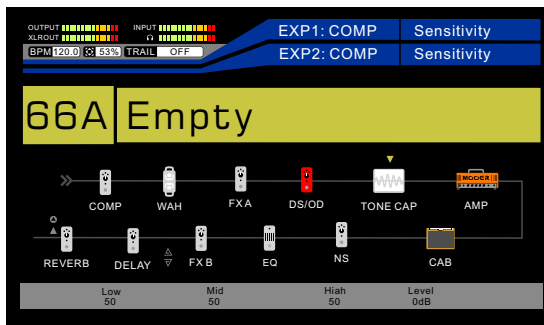 OUTPUT INPUT
XLROUT
BPM 120.0 53% TRAIL OFF
EXP1: COMP Sensitivity
EXP2: COMP Sensitivity
66A Empty
COMP WAH FX A DS/OD TONE CAP AMP
MOOER
REVERB DELAY FX B EQ NS CAB
Low Mid Hiah Level
50 50 50 0dB